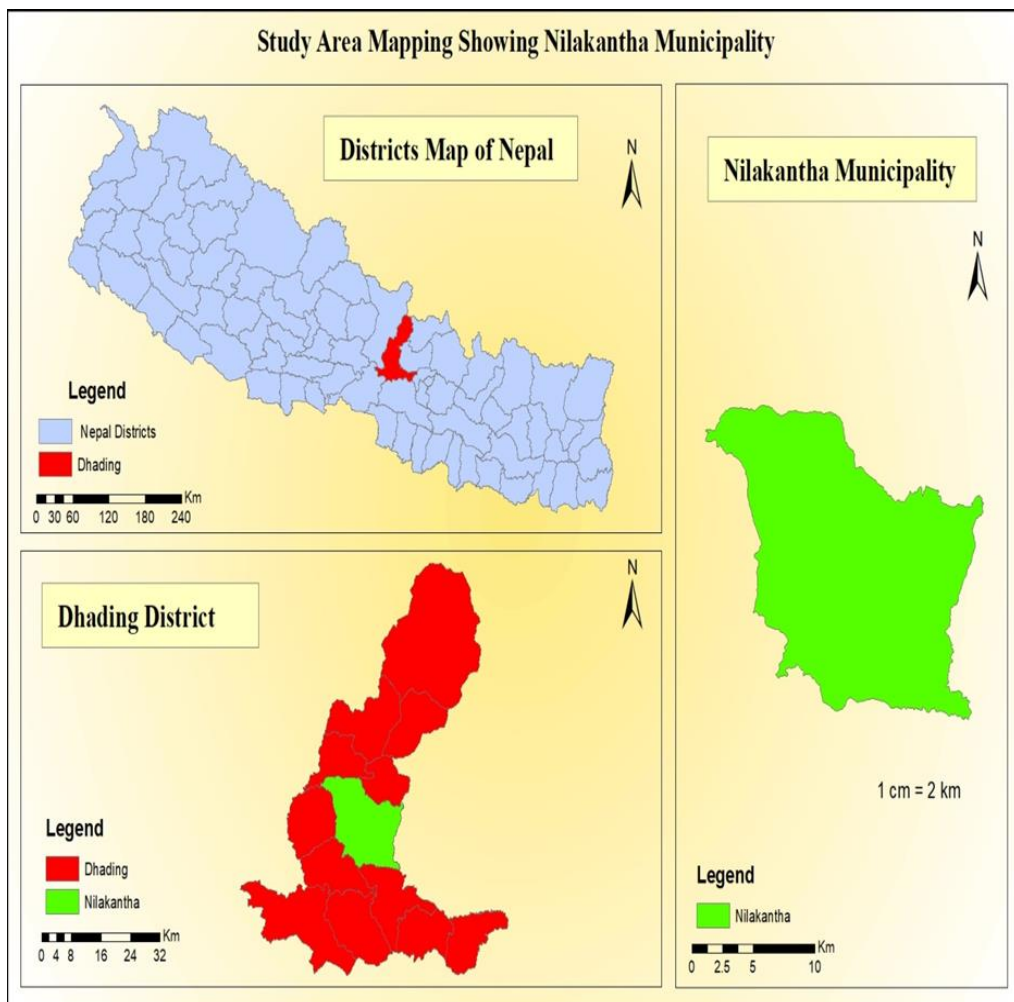 Study Area Mapping Showing Nilakantha Municipality
Districts Map of Nepal
N
Legend
Nepal Districts
Dhading
Km
0 30 60 120 180 240
Dhading District
N
Legend
Dhading
Nilakantha
Km
0 4 8 16 24 32
Nilakantha Municipality
N
1 cm = 2 km
Legend
Nilakantha
Km
0 2.5 5 10